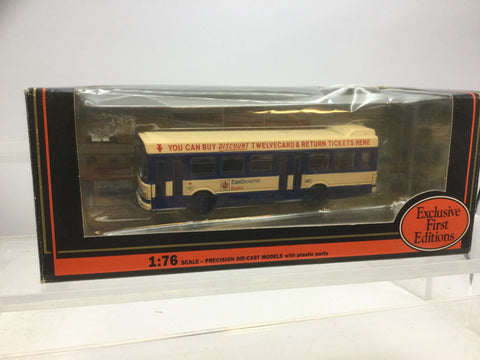 YOU CAN BUY DISCOUNT TWELVECARD & RETURN TICKETS HERE
Eastbourne
Buses
Exclusive
First
Editions
1:76 SCALE – PRECISION DIE-CAST MODELS with plastic parts